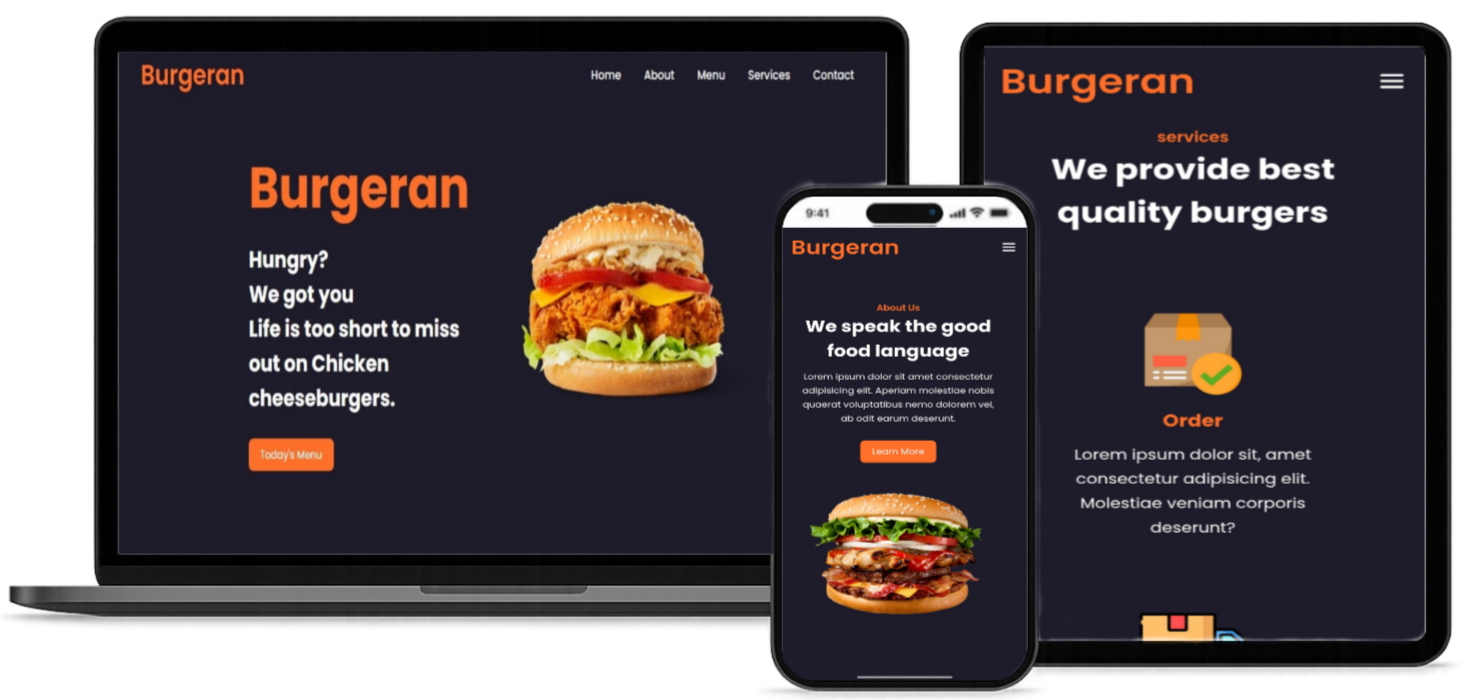 Burgeran
Home About Menu Services Contact
Burgeran
Hungry?
We got you
Life is too short to miss
out on Chicken
cheeseburgers.
Today's Menu
9:41
Burgeran
About Us
We speak the good
food language
Lorem ipsum dolor sit amet consectetur
adipisicing elit. Aperiam molestiae nobis
quaerat voluptatibus nemo dolorem vel,
ab odit earum deserunt.
Learn More
Burgeran
services
We provide best
quality burgers
Order
Lorem ipsum dolor sit, amet
consectetur adipisicing elit.
Molestiae veniam corporis
deserunt?